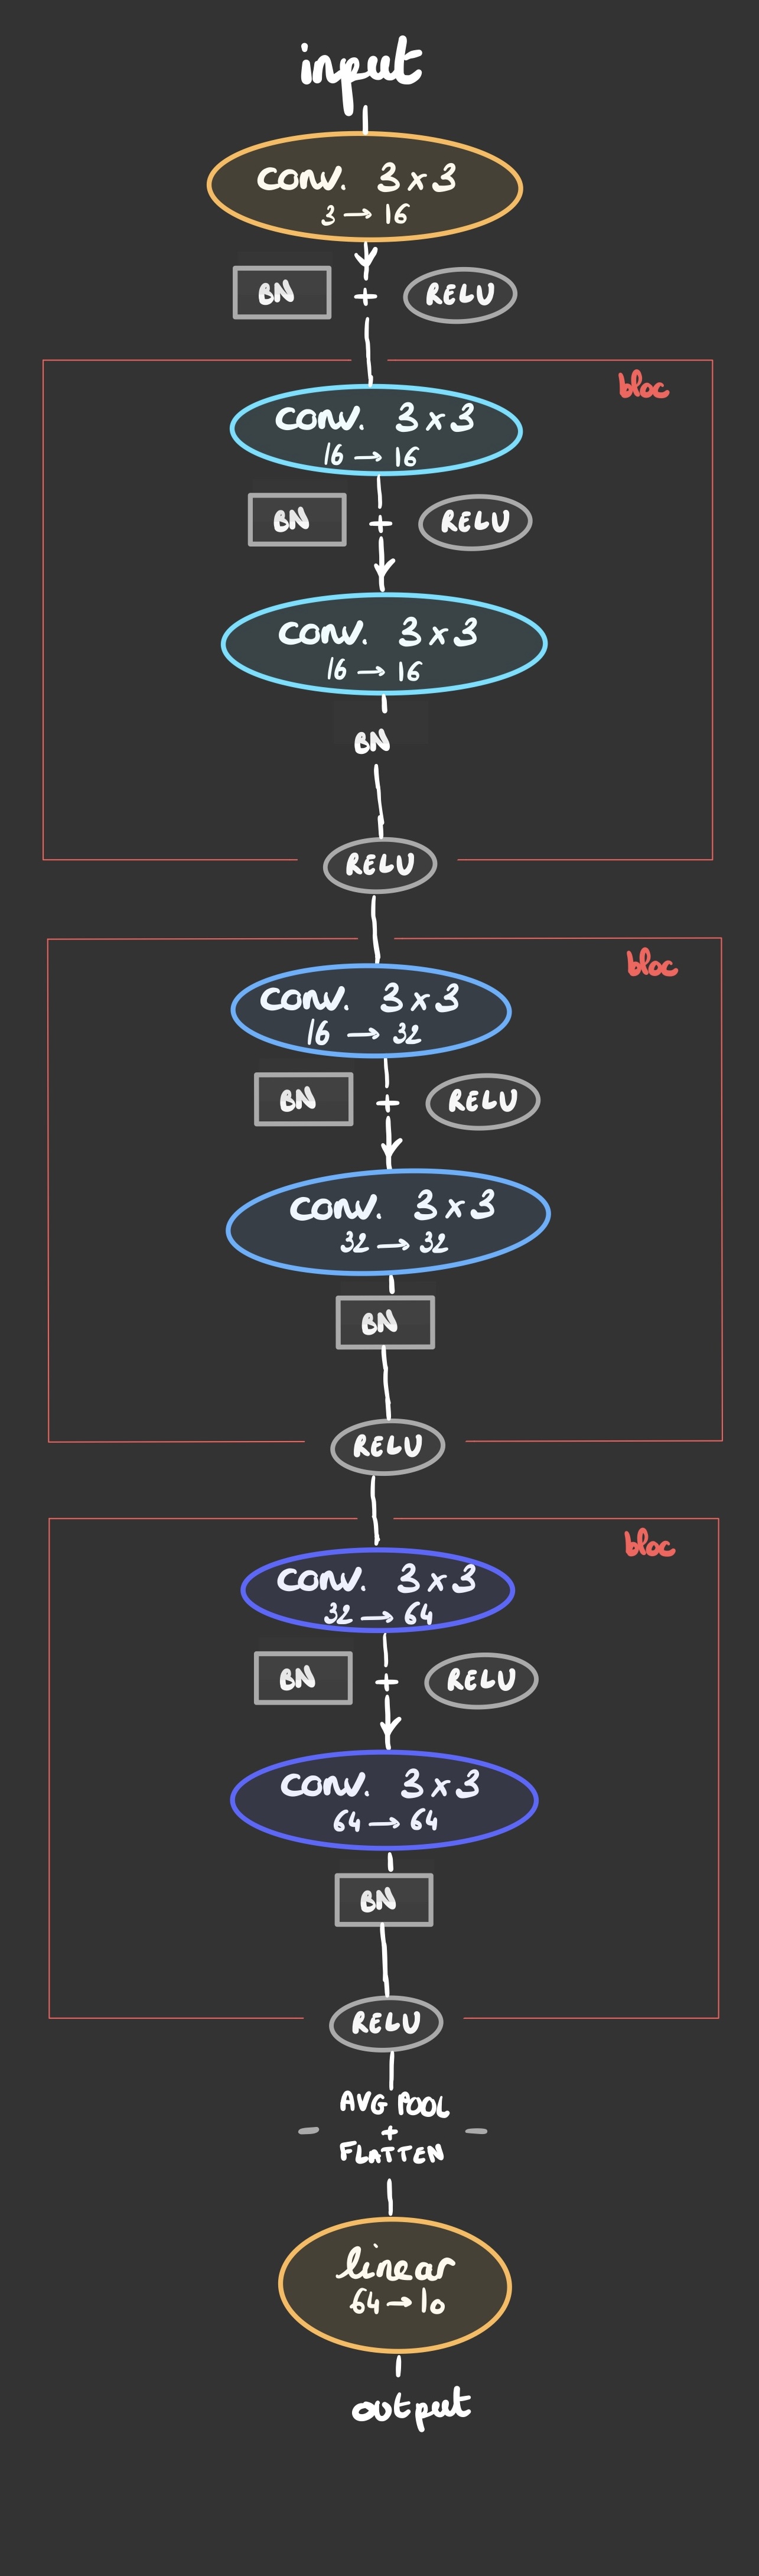 input
conv. 3x3
3 → 16
BN + RELU
bloc
conv. 3x3
16 → 16
BN + RELU
conv. 3x3
16 → 16
BN
RELU
bloc
conv. 3x3
16 → 32
BN + RELU
conv. 3x3
32 → 32
BN
RELU
bloc
conv. 3x3
32 → 64
BN + RELU
conv. 3x3
64 → 64
BN
RELU
AVG POOL
+
FLATTEN
linear
64 → 10
output